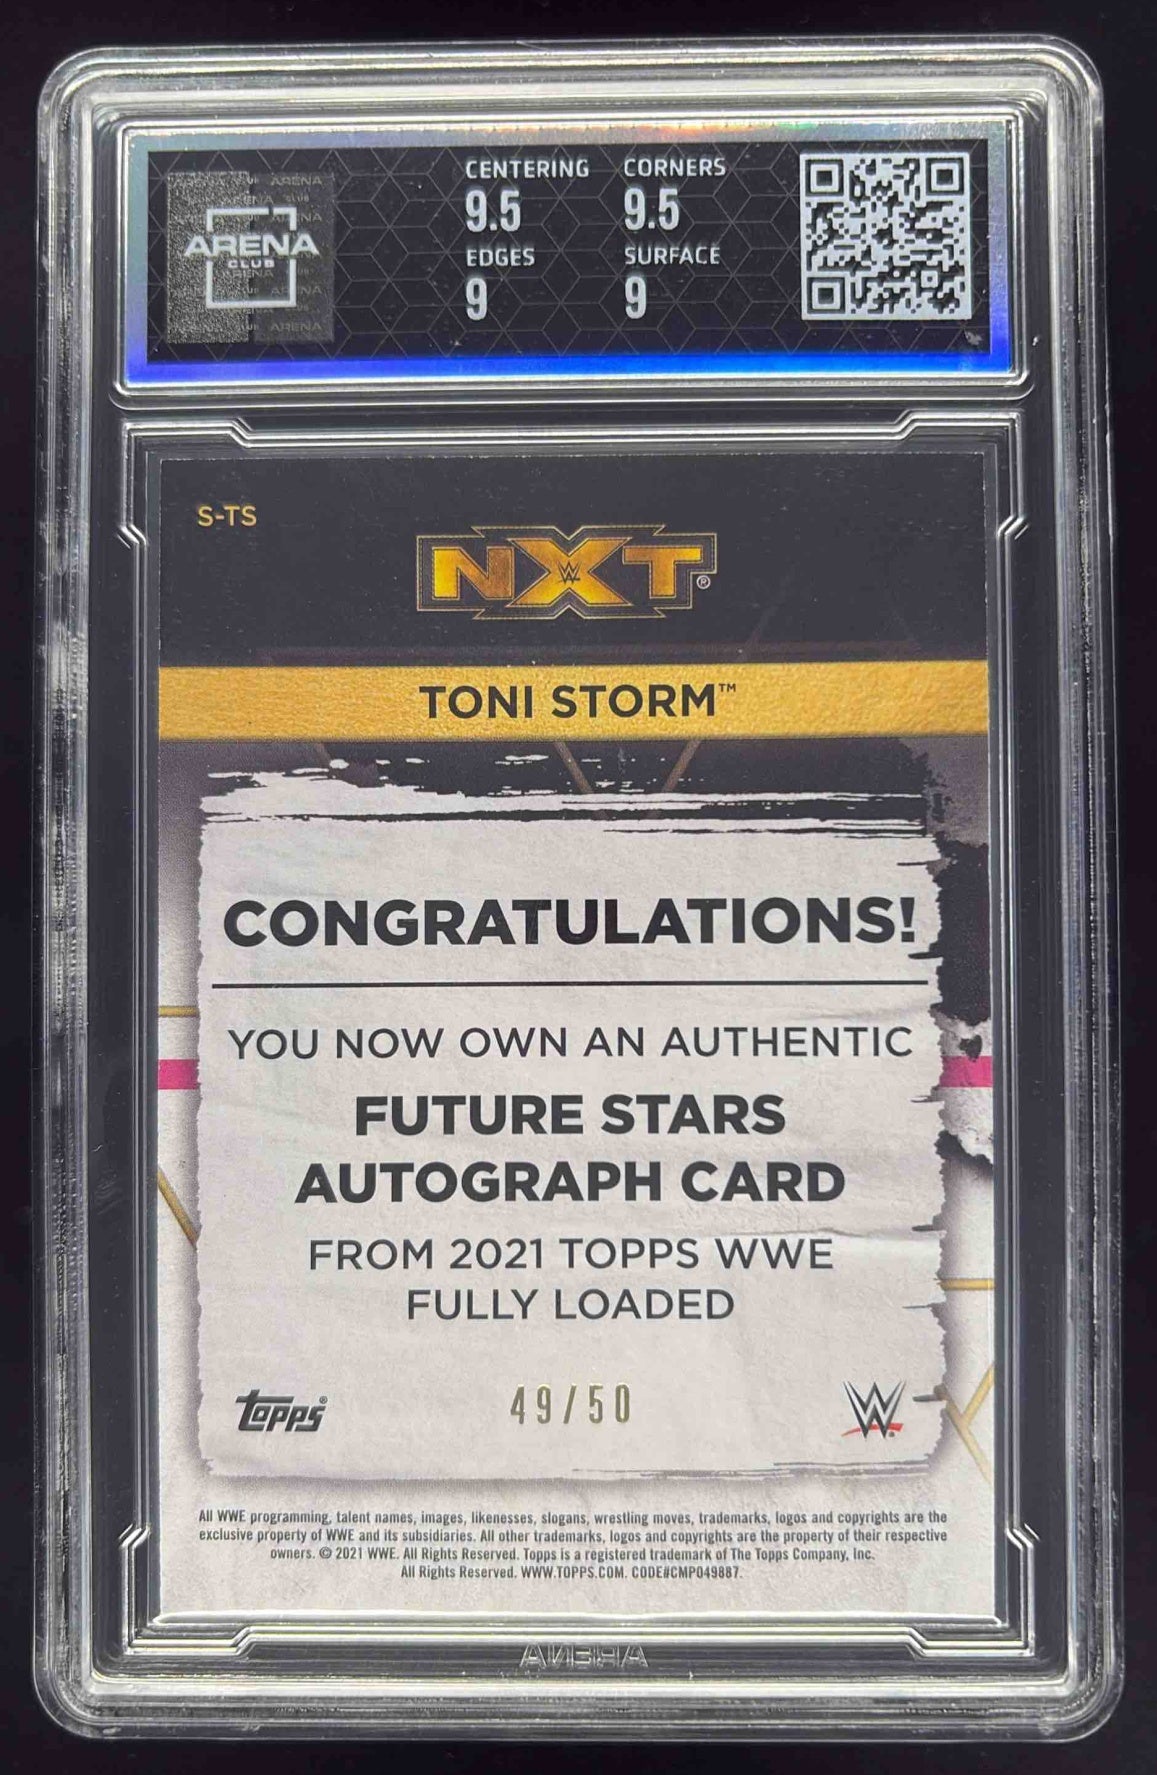 ARENA
CLUB
CENTERING CORNERS
9.5 9.5
EDGES SURFACE
9 9
S-TS
NXT®
TONI STORM™
CONGRATULATIONS!
YOU NOW OWN AN AUTHENTIC
FUTURE STARS
AUTOGRAPH CARD
FROM 2021 TOPPS WWE
FULLY LOADED
topps® 49/50 W
All WWE programming, talent names, images, likenesses, slogans, wrestling moves, trademarks, logos and copyrights are the
exclusive property of WWE and its subsidiaries. All other trademarks, logos and copyrights are the property of their respective
owners. © 2021 WWE. All Rights Reserved. Topps is a registered trademark of The Topps Company, Inc.
All Rights Reserved. WWW.TOPPS.COM. CODE#CMP049887.
ARENA